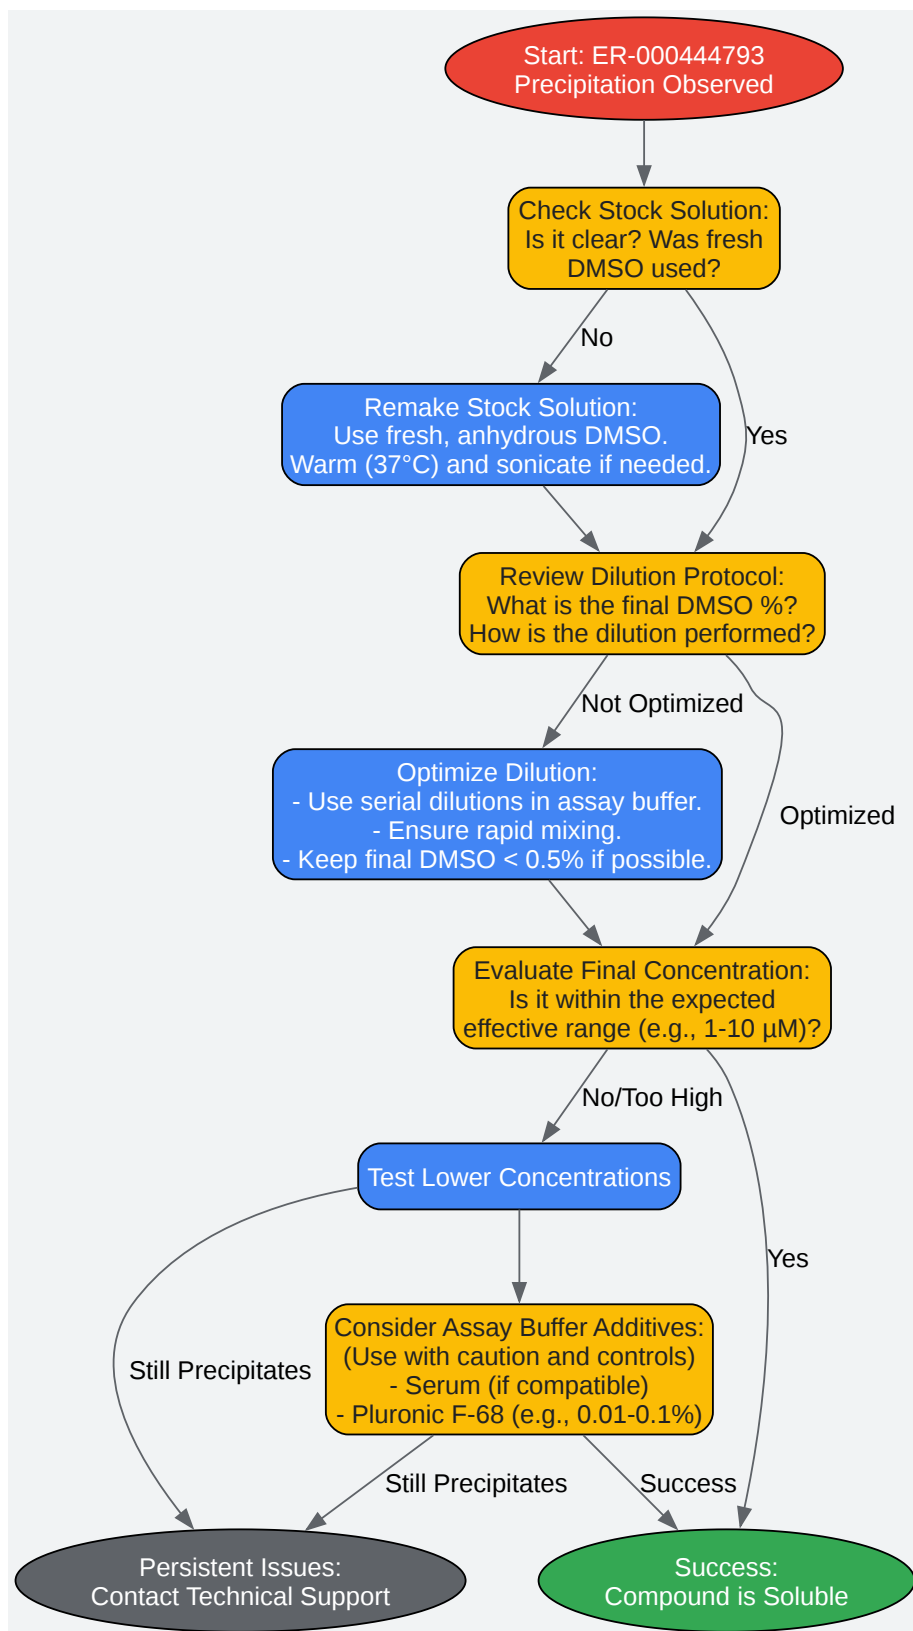 Start: ER-000444793
Precipitation Observed
Check Stock Solution:
Is it clear? Was fresh
DMSO used?
No
Yes
Remake Stock Solution:
Use fresh, anhydrous DMSO.
Warm (37°C) and sonicate if needed.
Review Dilution Protocol:
What is the final DMSO %?
How is the dilution performed?
Not Optimized
Optimized
Optimize Dilution:
- Use serial dilutions in assay buffer.
- Ensure rapid mixing.
- Keep final DMSO < 0.5% if possible.
Evaluate Final Concentration:
Is it within the expected
effective range (e.g., 1-10 µM)?
No/Too High
Yes
Test Lower Concentrations
Still Precipitates
Consider Assay Buffer Additives:
(Use with caution and controls)
- Serum (if compatible)
- Pluronic F-68 (e.g., 0.01-0.1%)
Still Precipitates
Success
Persistent Issues:
Contact Technical Support
Success:
Compound is Soluble